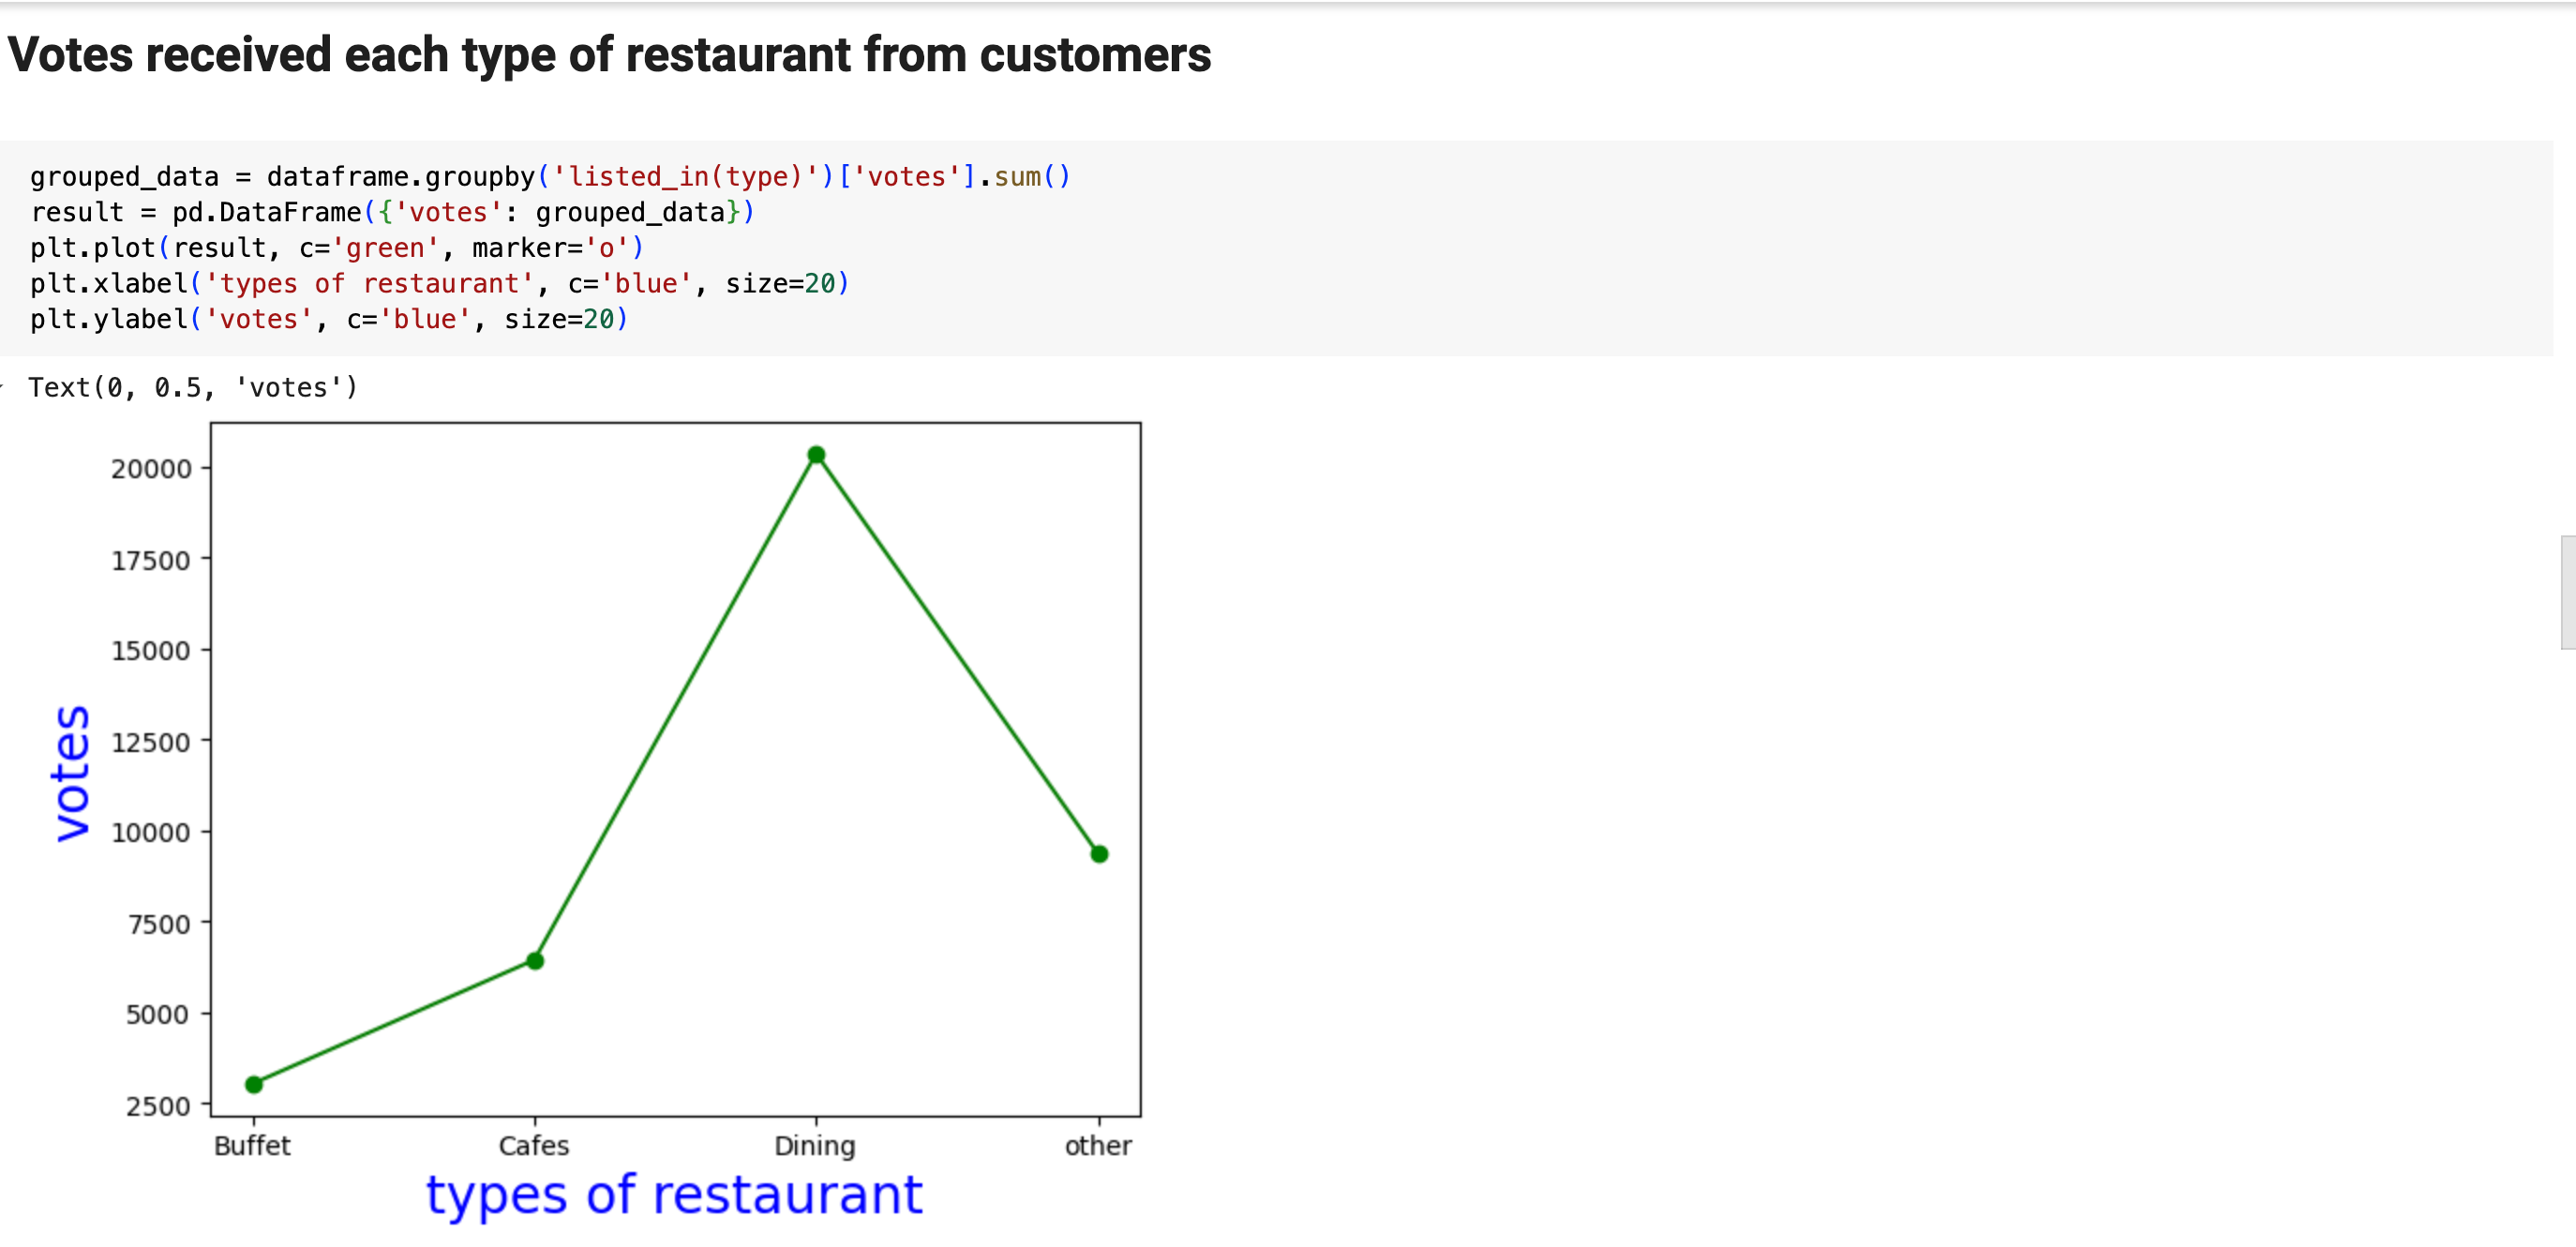 Votes received each type of restaurant from customers
grouped_data = dataframe.groupby('listed_in(type)')['votes'].sum()
result = pd.DataFrame({'votes': grouped_data})
plt.plot(result, c='green', marker='o')
plt.xlabel('types of restaurant', c='blue', size=20)
plt.ylabel('votes', c='blue', size=20)
Text(0, 0.5, 'votes')
20000
17500
15000
12500
10000
7500
5000
2500
votes
Buffet Cafes Dining other
types of restaurant